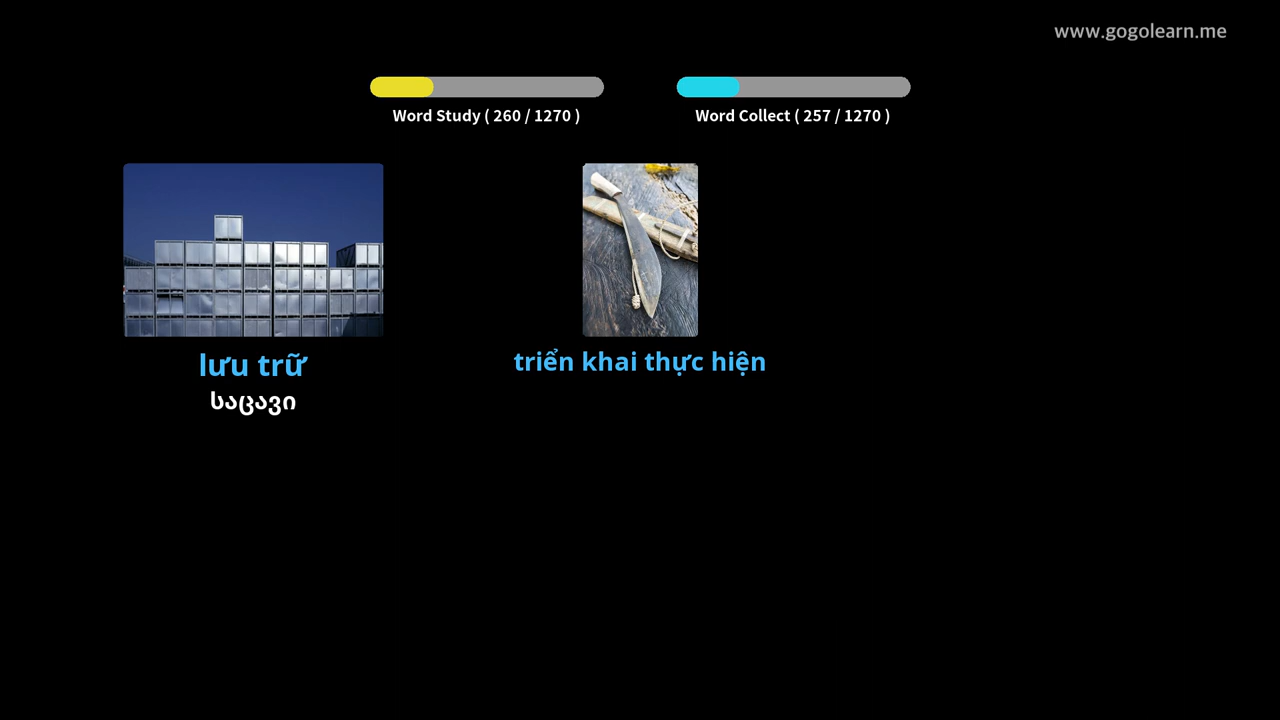 www.gogolearn.me
Word Study ( 260 / 1270 )
Word Collect ( 257 / 1270 )
lưu trữ
საცავი
triển khai thực hiện